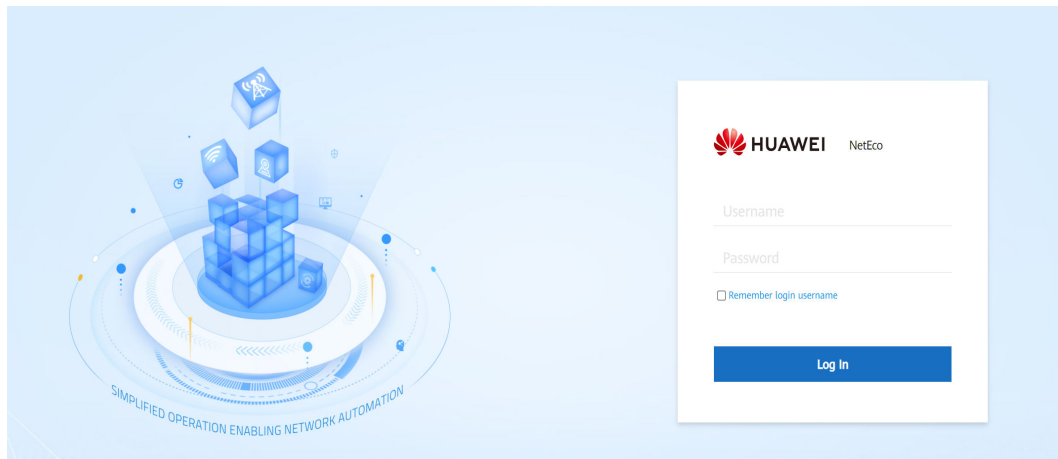 HUAWEI NetEco
Username
Password
Remember login username
Log In
SIMPLIFIED OPERATION ENABLING NETWORK AUTOMATION